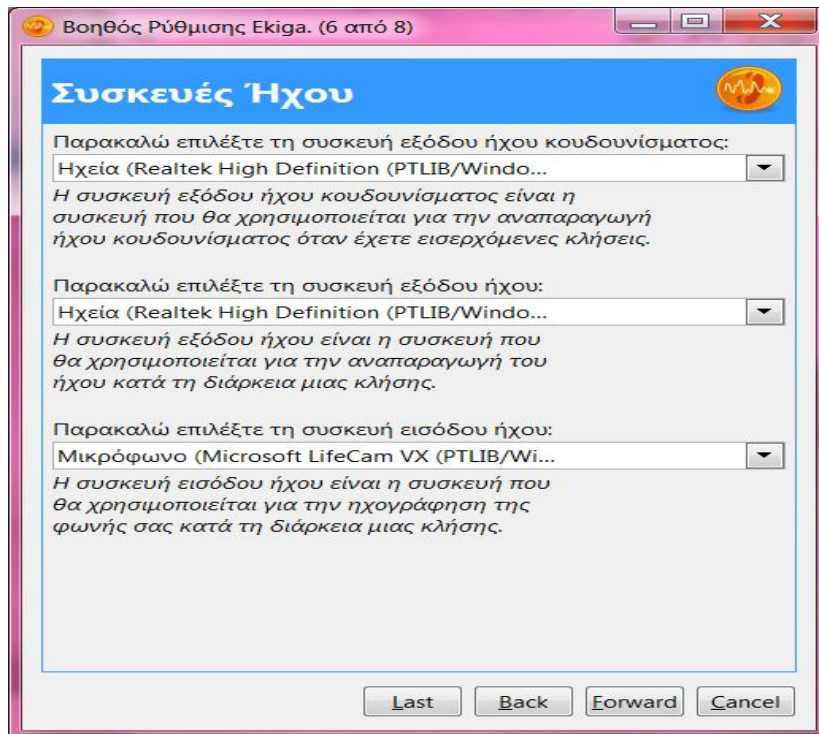 Βοηθός Ρύθμισης Ekiga. (6 από 8)
Συσκευές Ήχου
Παρακαλώ επιλέξτε τη συσκευή εξόδου ήχου κουδουνίσματος:
Ηχεία (Realtek High Definition (PTLIB/Windo...
Η συσκευή εξόδου ήχου κουδουνίσματος είναι η
συσκευή που θα χρησιμοποιείται για την αναπαραγωγή
ήχου κουδουνίσματος όταν έχετε εισερχόμενες κλήσεις.
Παρακαλώ επιλέξτε τη συσκευή εξόδου ήχου:
Ηχεία (Realtek High Definition (PTLIB/Windo...
Η συσκευή εξόδου ήχου είναι η συσκευή που
θα χρησιμοποιείται για την αναπαραγωγή του
ήχου κατά τη διάρκεια μιας κλήσης.
Παρακαλώ επιλέξτε τη συσκευή εισόδου ήχου:
Μικρόφωνο (Microsoft LifeCam VX (PTLIB/Wi...
Η συσκευή εισόδου ήχου είναι η συσκευή που
θα χρησιμοποιείται για την ηχογράφηση της
φωνής σας κατά τη διάρκεια μιας κλήσης.
Last Back Forward Cancel